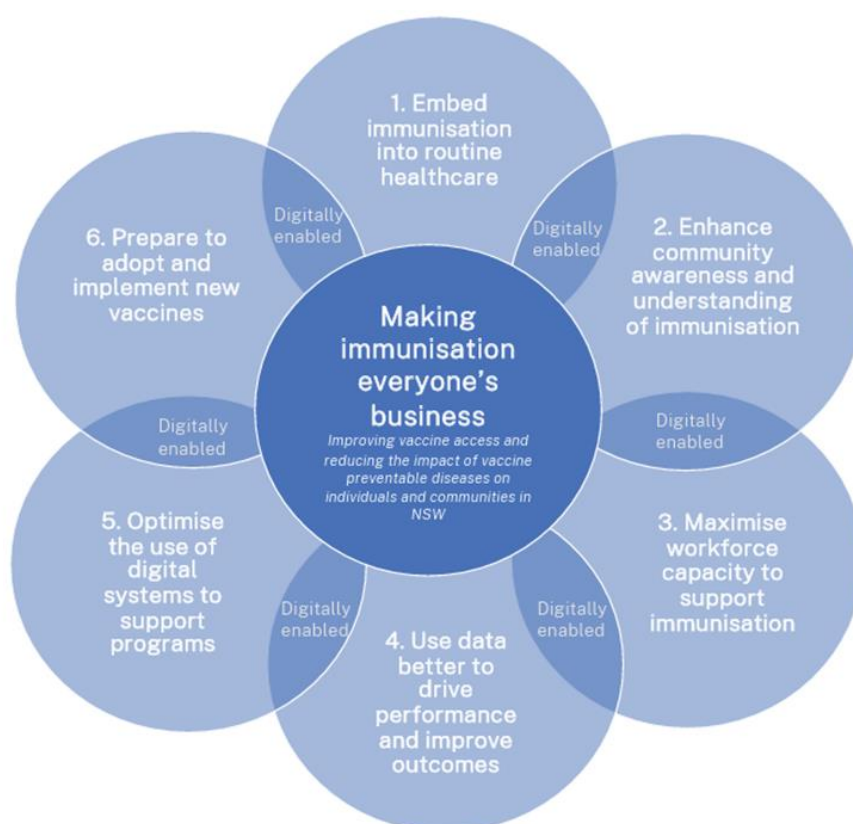 1. Embed
immunisation
into routine
healthcare
Digitally
enabled
Digitally
enabled
2. Enhance
community
awareness and
understanding
of immunisation
6. Prepare to
adopt and
implement new
vaccines
Making
immunisation
everyone’s
business
Improving vaccine access and
reducing the impact of vaccine
preventable diseases on
individuals and communities in
NSW
Digitally
enabled
Digitally
enabled
3. Maximise
workforce
capacity to
support
immunisation
5. Optimise
the use of
digital
systems to
support
programs
Digitally
enabled
Digitally
enabled
4. Use data
better to
drive
performance
and improve
outcomes